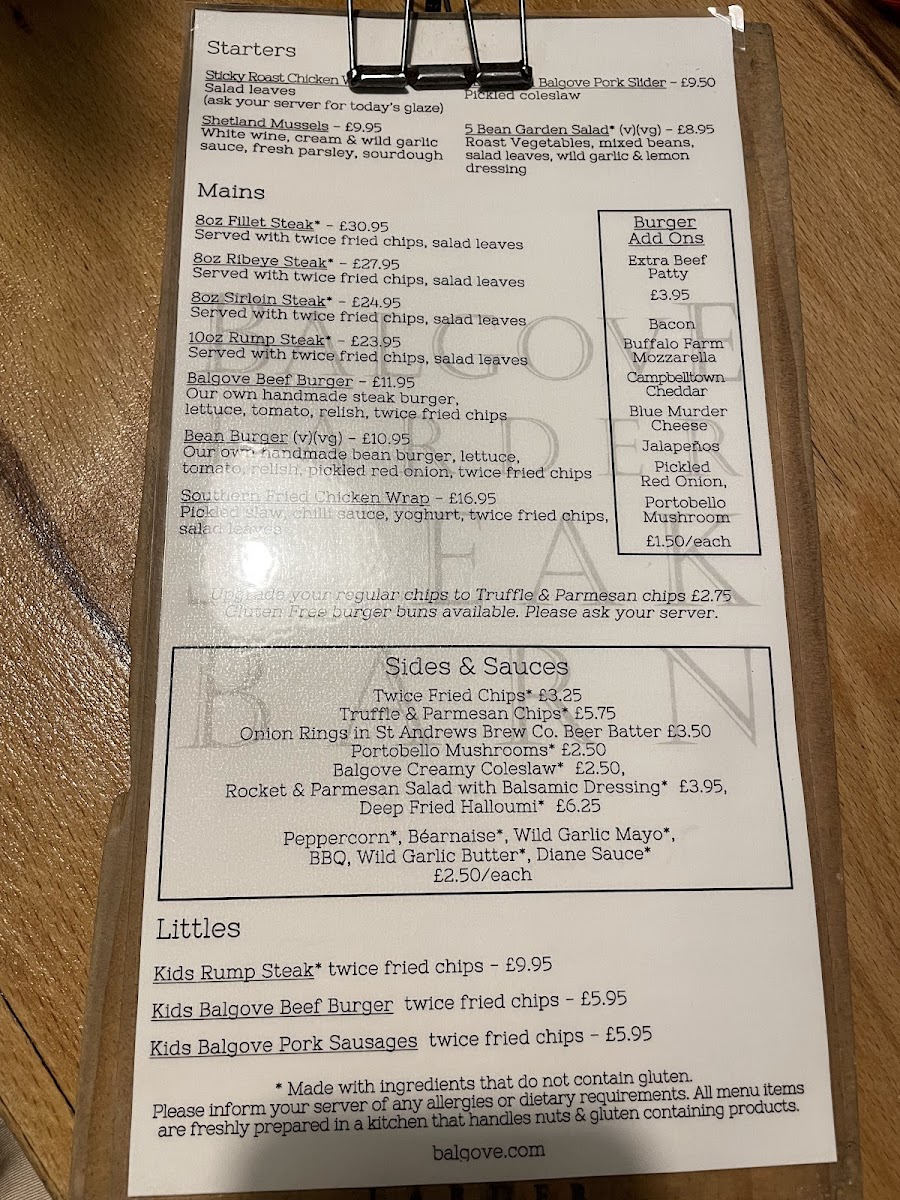 Starters
Sticky Roast Chicken
Salad leaves
(ask your server for today's glaze)
Shetland Mussels - £9.95
White wine, cream & wild garlic
sauce, fresh parsley, sourdough
Balgove Pork Slider - £9.50
Pickled coleslaw
5 Bean Garden Salad* (v)(vg) - £8.95
Roast Vegetables, mixed beans,
salad leaves, wild garlic & lemon
dressing
Mains
8oz Fillet Steak* - £30.95
Served with twice fried chips, salad leaves
8oz Ribeye Steak* - £27.95
Served with twice fried chips, salad leaves
8oz Sirloin Steak* - £24.95
Served with twice fried chips, salad leaves
10oz Rump Steak* - £23.95
Served with twice fried chips, salad leaves
Balgove Beef Burger - £11.95
Our own handmade steak burger,
lettuce, tomato, relish, twice fried chips
Bean Burger (v)(vg) - £10.95
Our own handmade bean burger, lettuce,
tomato, relish, pickled red onion, twice fried chips
Southern Fried Chicken Wrap - £16.95
Pickled slaw, chilli sauce, yoghurt, twice fried chips,
salad leaves
Burger
Add Ons
Extra Beef
Patty
£3.95
Bacon
Buffalo Farm
Mozzarella
Campbelltown
Cheddar
Blue Murder
Cheese
Jalapeños
Pickled
Red Onion,
Portobello
Mushroom
£1.50/each
BALGOVE
LARDER
STEAK
BARN
Upgrade your regular chips to Truffle & Parmesan chips £2.75
Gluten Free burger buns available. Please ask your server.
Sides & Sauces
Twice Fried Chips* £3.25
Truffle & Parmesan Chips* £5.75
Onion Rings in St Andrews Brew Co. Beer Batter £3.50
Portobello Mushrooms* £2.50
Balgove Creamy Coleslaw* £2.50,
Rocket & Parmesan Salad with Balsamic Dressing* £3.95,
Deep Fried Halloumi* £6.25
Peppercorn*, Béarnaise*, Wild Garlic Mayo*,
BBQ, Wild Garlic Butter*, Diane Sauce*
£2.50/each
Littles
Kids Rump Steak* twice fried chips - £9.95
Kids Balgove Beef Burger twice fried chips - £5.95
Kids Balgove Pork Sausages twice fried chips - £5.95
* Made with ingredients that do not contain gluten.
Please inform your server of any allergies or dietary requirements. All menu items
are freshly prepared in a kitchen that handles nuts & gluten containing products.
balgove.com